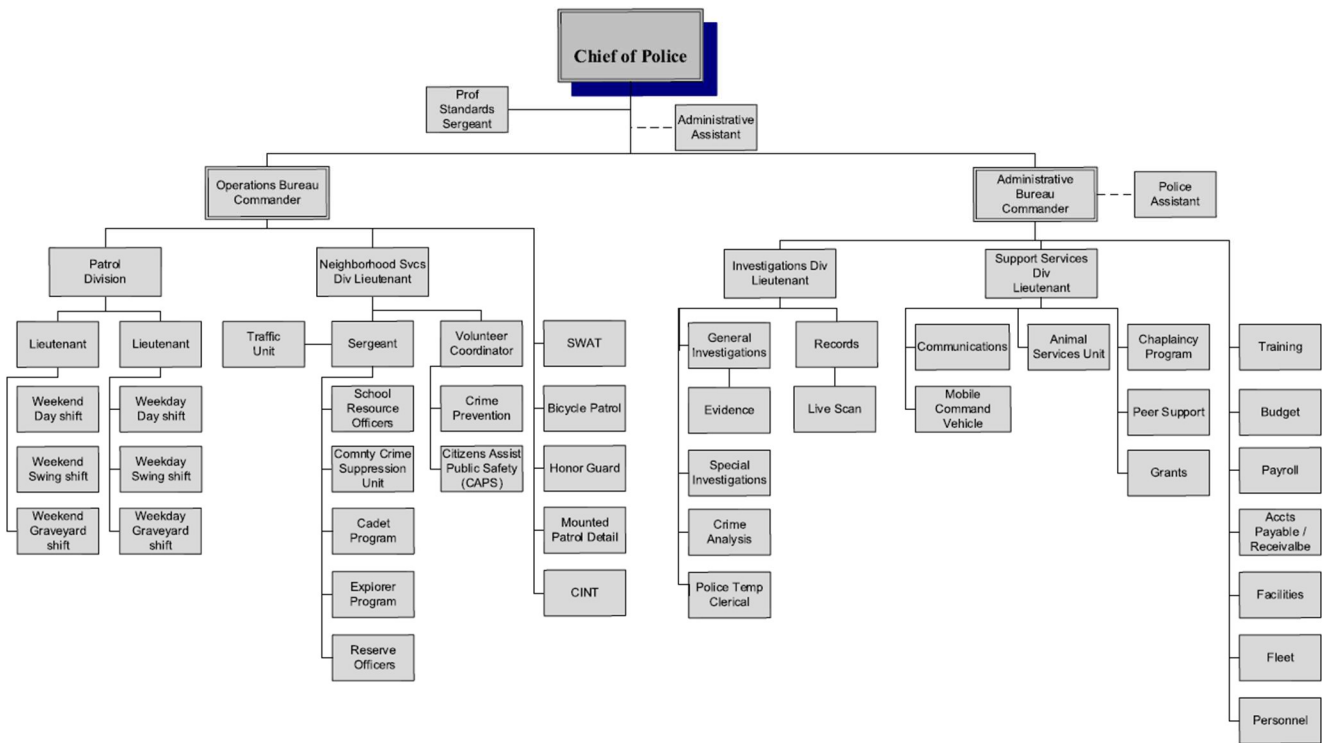 Chief of Police
Prof
Standards
Sergeant
Administrative
Assistant
Operations Bureau
Commander
Administrative
Bureau
Commander
Police
Assistant
Patrol
Division
Neighborhood Svcs
Div Lieutenant
Investigations Div
Lieutenant
Support Services
Div
Lieutenant
Lieutenant
Lieutenant
Traffic
Unit
Sergeant
Volunteer
Coordinator
SWAT
General
Investigations
Records
Communications
Animal
Services Unit
Chaplaincy
Program
Training
Weekend
Day shift
Weekday
Day shift
School
Resource
Officers
Crime
Prevention
Bicycle Patrol
Evidence
Live Scan
Mobile
Command
Vehicle
Peer Support
Budget
Weekend
Swing shift
Weekday
Swing shift
Comnty Crime
Suppression
Unit
Citizens Assist
Public Safety
(CAPS)
Honor Guard
Special
Investigations
Grants
Payroll
Weekend
Graveyard
shift
Weekday
Graveyard
shift
Cadet
Program
Mounted
Patrol Detail
Crime
Analysis
Accts
Payable /
Receivalbe
Explorer
Program
CINT
Police Temp
Clerical
Facilities
Reserve
Officers
Fleet
Personnel